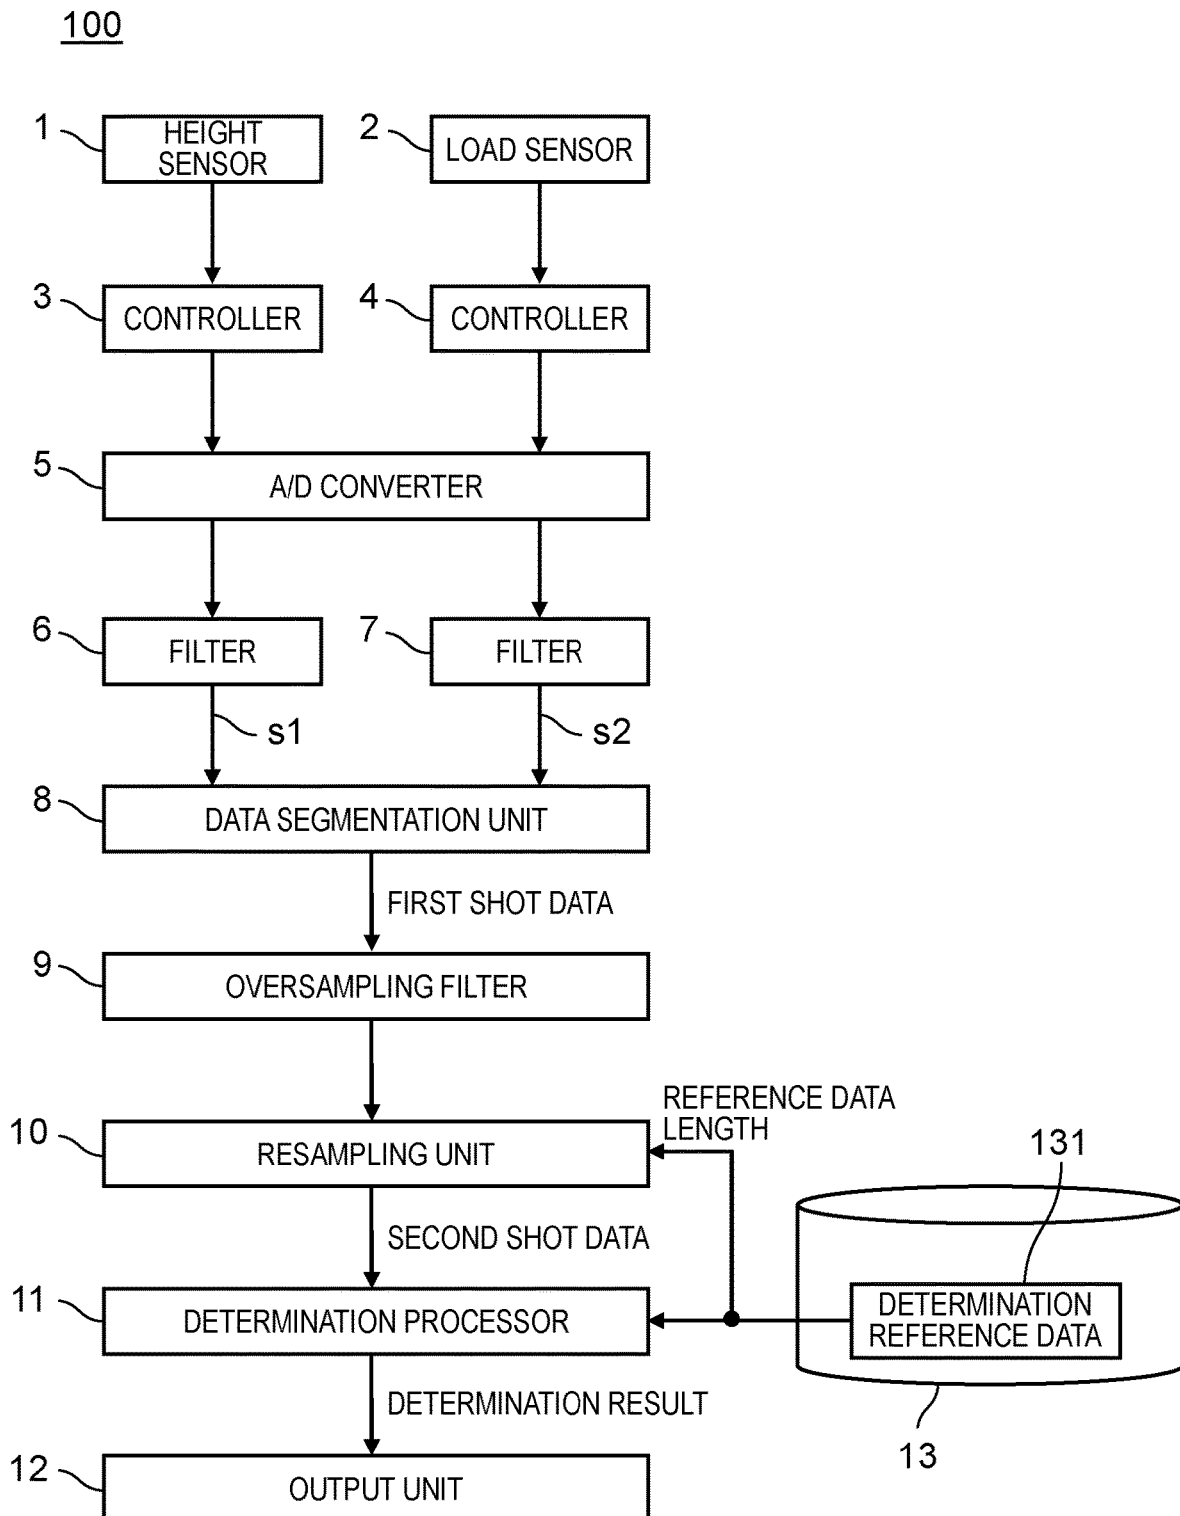 100
1
HEIGHT
SENSOR
2
LOAD SENSOR
3
CONTROLLER
4
CONTROLLER
5
A/D CONVERTER
6
FILTER
7
FILTER
s1
s2
8
DATA SEGMENTATION UNIT
FIRST SHOT DATA
9
OVERSAMPLING FILTER
REFERENCE DATA
LENGTH
10
RESAMPLING UNIT
131
SECOND SHOT DATA
11
DETERMINATION PROCESSOR
DETERMINATION
REFERENCE DATA
DETERMINATION RESULT
13
12
OUTPUT UNIT